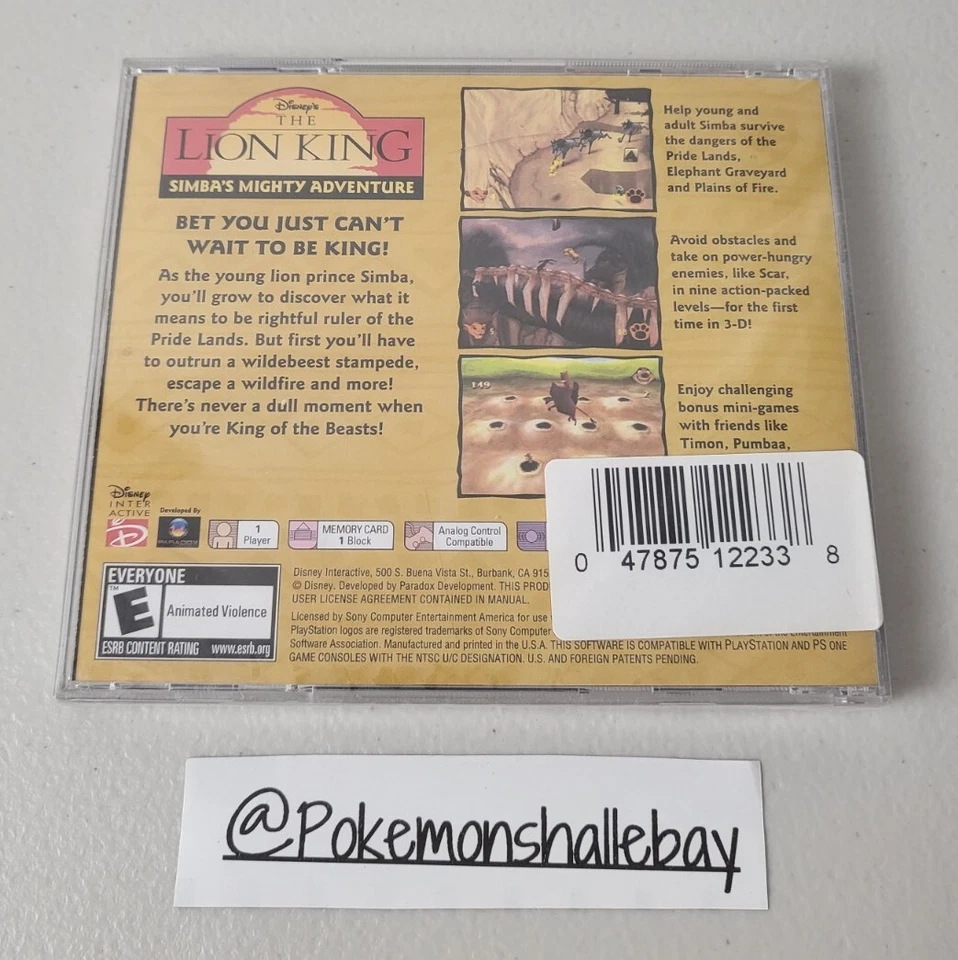 Disney's
THE
LION KING
SIMBA'S MIGHTY ADVENTURE
BET YOU JUST CAN'T
WAIT TO BE KING!
As the young lion prince Simba,
you'll grow to discover what it
means to be rightful ruler of the
Pride Lands. But first you'll have
to outrun a wildebeest stampede,
escape a wildfire and more!
There's never a dull moment when
you're King of the Beasts!
Help young and
adult Simba survive
the dangers of the
Pride Lands,
Elephant Graveyard
and Plains of Fire.
Avoid obstacles and
take on power-hungry
enemies, like Scar,
in nine action-packed
levels—for the first
time in 3-D!
149
Enjoy challenging
bonus mini-games
with friends like
Timon, Pumbaa,
Disney
INTER
ACTIVE
Developed By
PARADOX
1
Player
MEMORY CARD
1 Block
Analog Control
Compatible
0 47875 12233 8
EVERYONE
E
Animated Violence
ESRB CONTENT RATING www.esrb.org
Disney Interactive, 500 S. Buena Vista St., Burbank, CA 915
© Disney. Developed by Paradox Development. THIS PROD
USER LICENSE AGREEMENT CONTAINED IN MANUAL.
Licensed by Sony Computer Entertainment America for use
PlayStation logos are registered trademarks of Sony Computer
Software Association. Manufactured and printed in the U.S.A. THIS SOFTWARE IS COMPATIBLE WITH PLAYSTATION AND PS ONE
GAME CONSOLES WITH THE NTSC U/C DESIGNATION. U.S. AND FOREIGN PATENTS PENDING.
@Pokemonshallebay